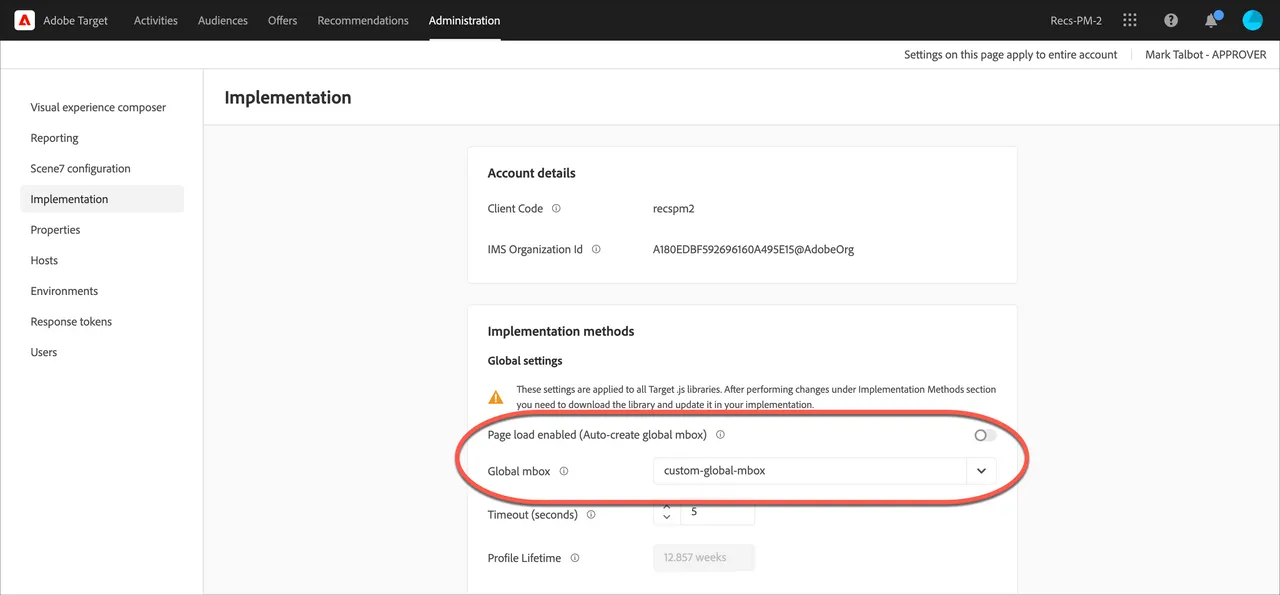 Adobe Target Activities Audiences Offers Recommendations Administration Recs-PM-2
Settings on this page apply to entire account Mark Talbot - APPROVER
Visual experience composer
Reporting
Scene7 configuration
Implementation
Properties
Hosts
Environments
Response tokens
Users
Implementation
Account details
Client Code recspm2
IMS Organization Id A180EDBF592696160A495E15@AdobeOrg
Implementation methods
Global settings
These settings are applied to all Target .js libraries. After performing changes under Implementation Methods section
you need to download the library and update it in your implementation.
Page load enabled (Auto-create global mbox)
Global mbox custom-global-mbox
Timeout (seconds) 5
Profile Lifetime 12.857 weeks